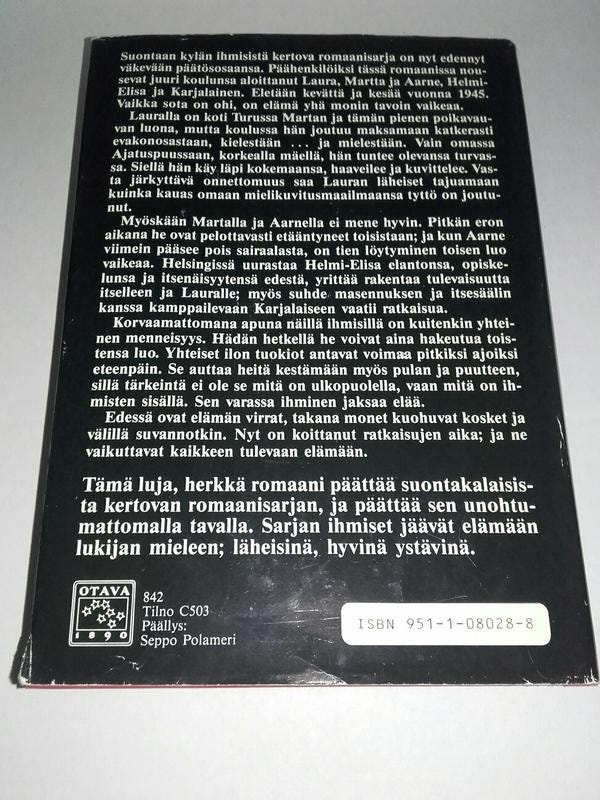 Suontaan kylän ihmisistä kertova romaanisarja on nyt edennyt
väkevään päätösosaansa. Päähenkilöiksi tässä romaanissa nou-
sevat juuri koulunsa aloittanut Laura, Martta ja Aarne, Helmi-
Elisa ja Karjalainen. Eletään kevättä ja kesää vuonna 1945.
Vaikka sota on ohi, on elämä yhä monin tavoin vaikeaa.
Lauralla on koti Turussa Martan ja tämän pienen poikavau-
van luona, mutta koulussa hän joutuu maksamaan katkerasti
evakonosastaan, kielestään ... ja mielestään. Vain omassa
Ajatuspuussaan, korkealla mäellä, hän tuntee olevansa turvas-
sa. Siellä hän käy läpi kokemaansa, haaveilee ja kuvittelee. Vas-
ta järkyttävä onnettomuus saa Lauran läheiset tajuamaan
kuinka kauas omaan mielikuvitusmaailmaansa tyttö on joutu-
nut.
Myöskään Martalla ja Aarnella ei mene hyvin. Pitkän eron
aikana he ovat pelottavasti etääntyneet toisistaan; ja kun Aarne
viimein pääsee pois sairaalasta, on tien löytyminen toisen luo
vaikeaa. Helsingissä uurastaa Helmi-Elisa elantonsa, opiske-
lunsa ja itsenäisyytensä edestä, yrittää rakentaa tulevaisuutta
itselleen ja Lauralle; myös suhde masennuksen ja itsesäälin
kanssa kamppailevaan Karjalaiseen vaatii ratkaisua.
Korvaamattomana apuna näillä ihmisillä on kuitenkin yhtei-
nen menneisyys. Hädän hetkellä he voivat aina hakeutua tois-
tensa luo. Yhteiset ilon tuokiot antavat voimaa pitkiksi ajoiksi
eteenpäin. Se auttaa heitä kestämään myös pulan ja puutteen,
sillä tärkeintä ei ole se mitä on ulkopuolella, vaan mitä on ih-
misten sisällä. Sen varassa ihminen jaksaa elää.
Edessä ovat elämän virrat, takana monet kuohuvat kosket ja
välillä suvannotkin. Nyt on koittanut ratkaisujen aika; ja ne
vaikuttavat kaikkeen tulevaan elämään.
Tämä luja, herkkä romaani päättää suontakalaisis-
ta kertovan romaanisarjan, ja päättää sen unohtu-
mattomalla tavalla. Sarjan ihmiset jäävät elämään
lukijan mieleen; läheisinä, hyvinä ystävinä.
OTAVA
1890
842
Tilno C503
Päällys:
Seppo Polameri
ISBN 951-1-08028-8